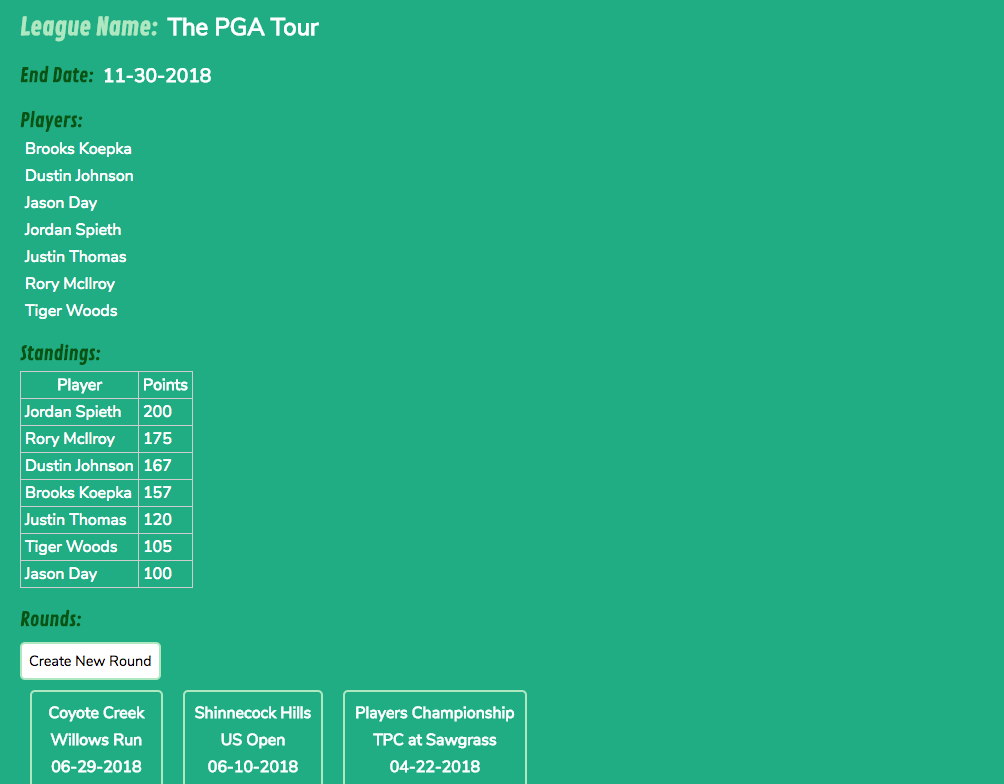 League Name: The PGA Tour
End Date: 11-30-2018
Players:
Brooks Koepka
Dustin Johnson
Jason Day
Jordan Spieth
Justin Thomas
Rory McIlroy
Tiger Woods
Standings:
Player Points
Jordan Spieth 200
Rory McIlroy 175
Dustin Johnson 167
Brooks Koepka 157
Justin Thomas 120
Tiger Woods 105
Jason Day 100
Rounds:
Create New Round
Coyote Creek
Willows Run
06-29-2018
Shinnecock Hills
US Open
06-10-2018
Players Championship
TPC at Sawgrass
04-22-2018